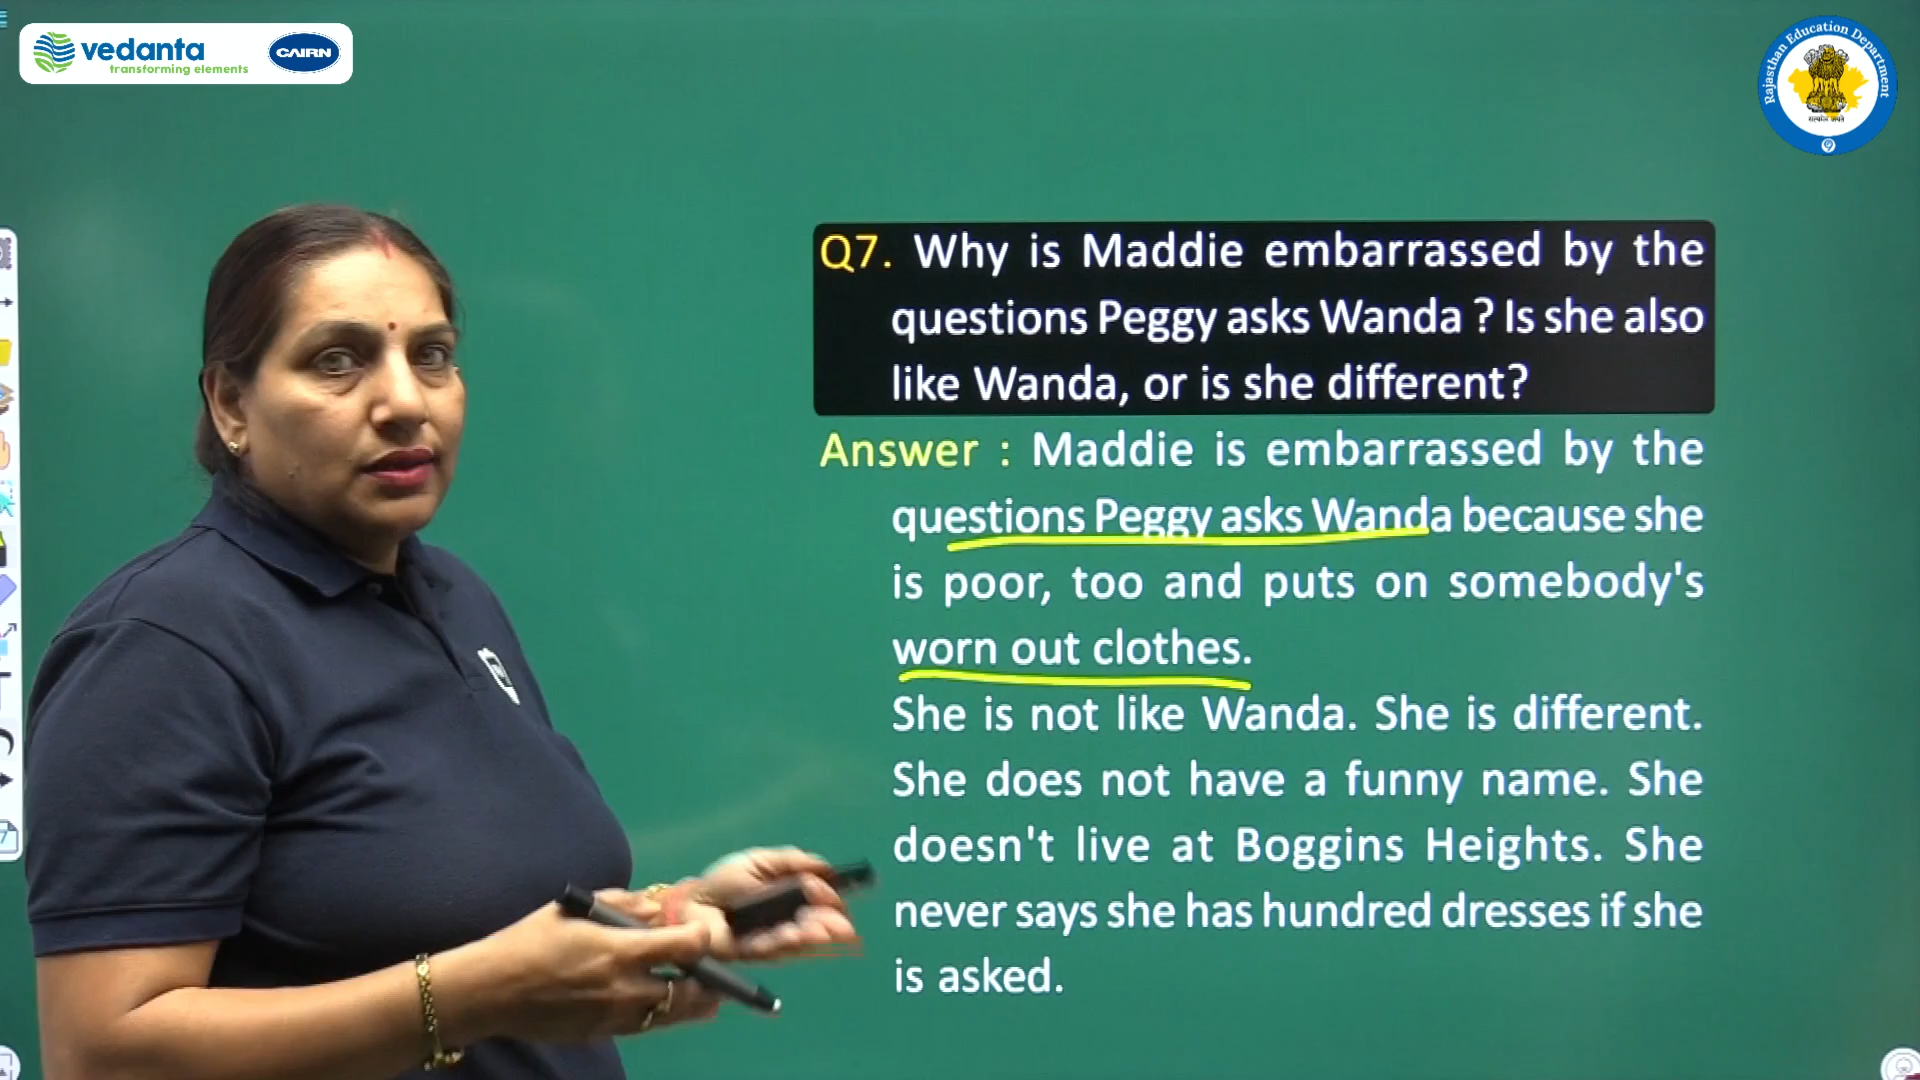 vedanta
transforming elements
CAIRN
Rajasthan Education Department
सत्यमेव जयते
Q7. Why is Maddie embarrassed by the
questions Peggy asks Wanda ? Is she also
like Wanda, or is she different?
Answer : Maddie is embarrassed by the
questions Peggy asks Wanda because she
is poor, too and puts on somebody's
worn out clothes.
She is not like Wanda. She is different.
She does not have a funny name. She
doesn't live at Boggins Heights. She
never says she has hundred dresses if she
is asked.